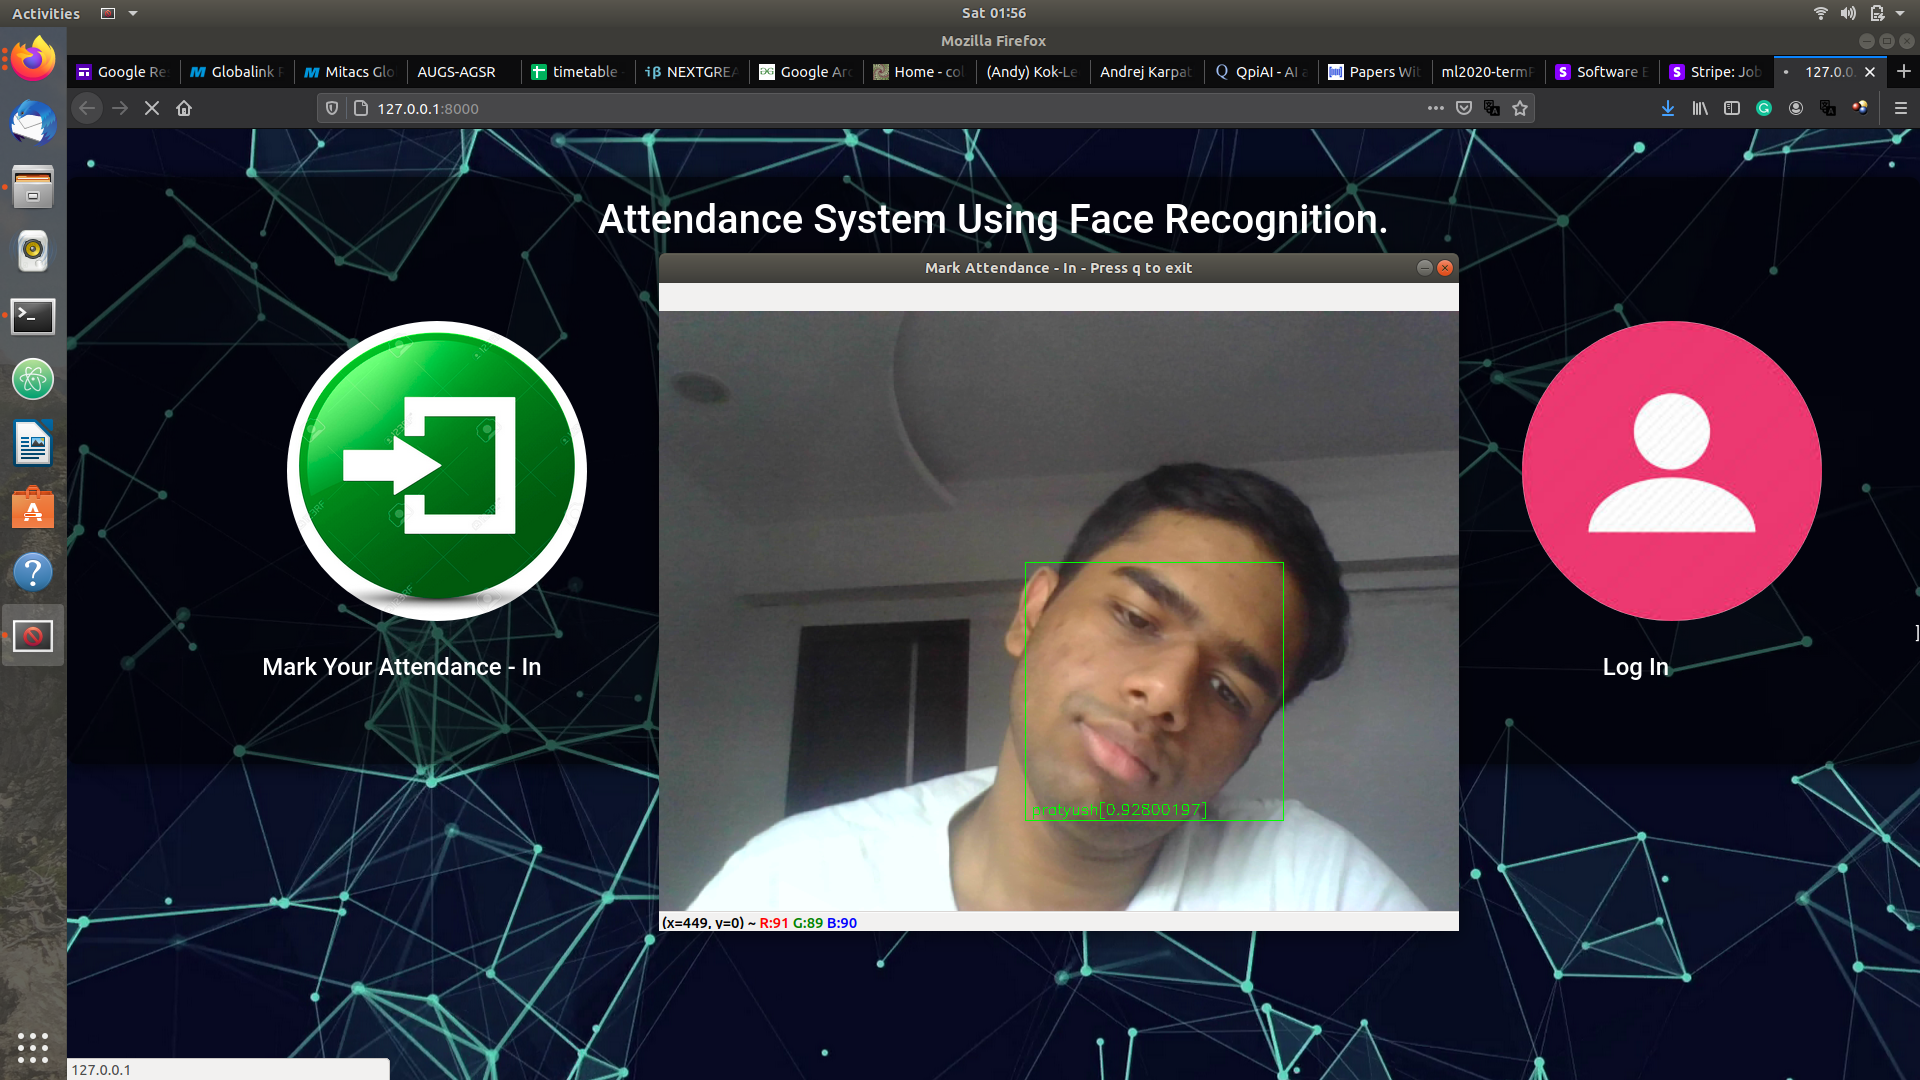 Activities
Sat 01:56
Mozilla Firefox
Google Re
Globalink P
Mitacs Glo
AUGS-AGSR
timetable
NEXTGREA
Google Arc
Home - col
(Andy) Kok-Le
Andrej Karpat
QpiAI - AI a
Papers Wit
ml2020-termP
Software E
Stripe: Job
127.0.0.
127.0.0.1:8000
Attendance System Using Face Recognition.
Mark Attendance - In - Press q to exit
pratyush[0.92800197]
(x=449, y=0) ~ R:91 G:89 B:90
Mark Your Attendance - In
Log In
127.0.0.1